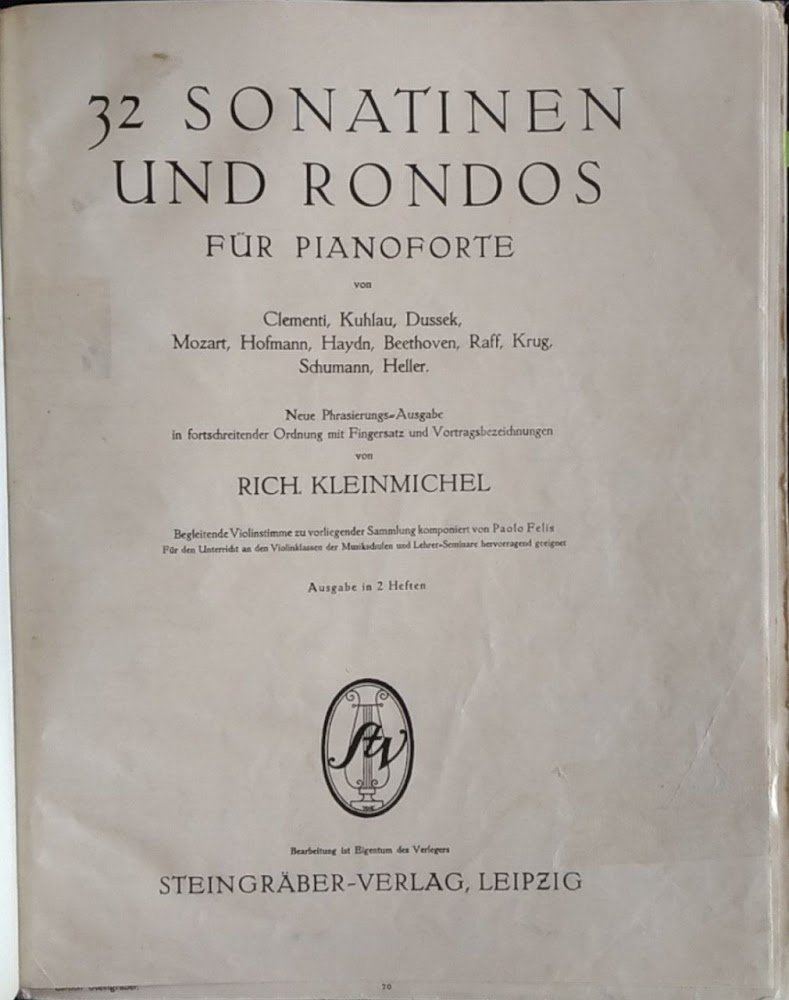 32 SONATINEN
UND RONDOS
FÜR PIANOFORTE
von
Clementi, Kuhlau, Dussek,
Mozart, Hofmann, Haydn, Beethoven, Raff, Krug,
Schumann, Heller.
Neue Phrasierungs=Ausgabe
in fortschreitender Ordnung mit Fingersatz und Vortragsbezeichnungen
von
RICH. KLEINMICHEL
Begleitende Violinstimme zu vorliegender Sammlung komponiert von Paolo Felis
Für den Unterricht an den Violinklassen der Musikschulen und Lehrer=Seminare hervorragend geeignet
Ausgabe in 2 Heften
StV
Bearbeitung ist Eigentum des Verlegers
STEINGRÄBER-VERLAG, LEIPZIG
70